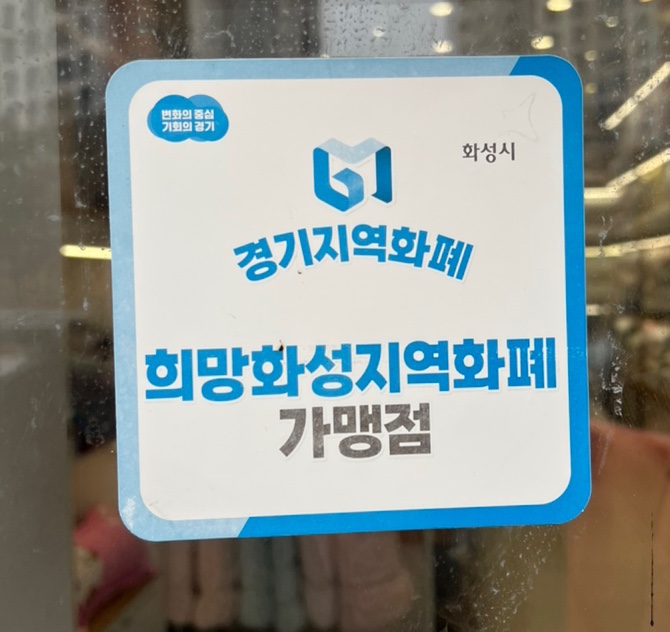 변화의 중심
기회의 경기
화성시
경기지역화폐
희망화성지역화폐
가맹점